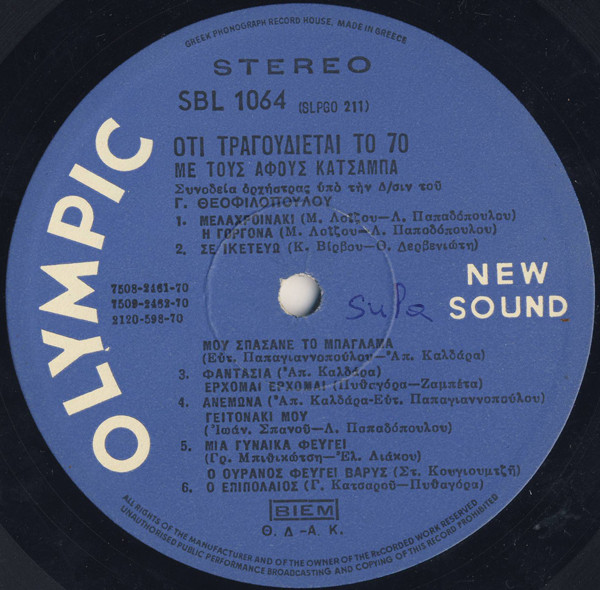 GREEK PHONOGRAPH RECORD HOUSE, MADE IN GREECE
STEREO
SBL 1064 (SLPGO 211)
ΟΤΙ ΤΡΑΓΟΥΔΙΕΤΑΙ ΤΟ 70
ΜΕ ΤΟΥΣ ΑΦΟΥΣ ΚΑΤΣΑΜΠΑ
Συνοδεία ὀρχήστρας ὑπὸ τὴν Δ/σιν τοῦ
Γ. ΘΕΟΦΙΛΟΠΟΥΛΟΥ
1. ΜΕΛΑΧΡΟΙΝΑΚΙ (Μ. Λοΐζου-Λ. Παπαδόπουλου)
Η ΓΟΡΓΟΝΑ (Μ. Λοΐζου-Λ. Παπαδόπουλου)
2. ΣΕ ΙΚΕΤΕΥΩ (Κ. Βίρβου-Θ. Δερβενιώτη)
OLYMPIC
7508-2461-70
7509-2462-70
2120-598-70
sula
NEW
SOUND
ΜΟΥ ΣΠΑΣΑΝΕ ΤΟ ΜΠΑΓΛΑΜΑ
(Εὐτ. Παπαγιαννοπούλου-Ἀπ. Καλδάρα)
3. ΦΑΝΤΑΣΙΑ (Ἀπ. Καλδάρα)
ΕΡΧΟΜΑΙ ΕΡΧΟΜΑΙ (Πυθαγόρα-Ζαμπέτα)
4. ΑΝΕΜΩΝΑ (Ἀπ. Καλδάρα-Εὐτ. Παπαγιαννοπούλου)
ΓΕΙΤΟΝΑΚΙ ΜΟΥ
(Ἰωάν. Σπανοῦ-Λ. Παπαδόπουλου)
5. ΜΙΑ ΓΥΝΑΙΚΑ ΦΕΥΓΕΙ
(Γρ. Μπιθικώτση-Ἐλ. Λιάκου)
Ο ΟΥΡΑΝΟΣ ΦΕΥΓΕΙ ΒΑΡΥΣ (Στ. Κουγιουμτζῆ)
6. Ο ΕΠΙΠΟΛΑΙΟΣ (Γ. Κατσαροῦ-Πυθαγόρα)
BIEM
Θ. Δ -Α. Κ.
ALL RIGHTS OF THE MANUFACTURER AND OF THE OWNER OF THE RECORDED WORK RESERVED
UNAUTHORISED PUBLIC PERFORMANCE BROADCASTING AND COPYING OF THIS RECORD PROHIBITED